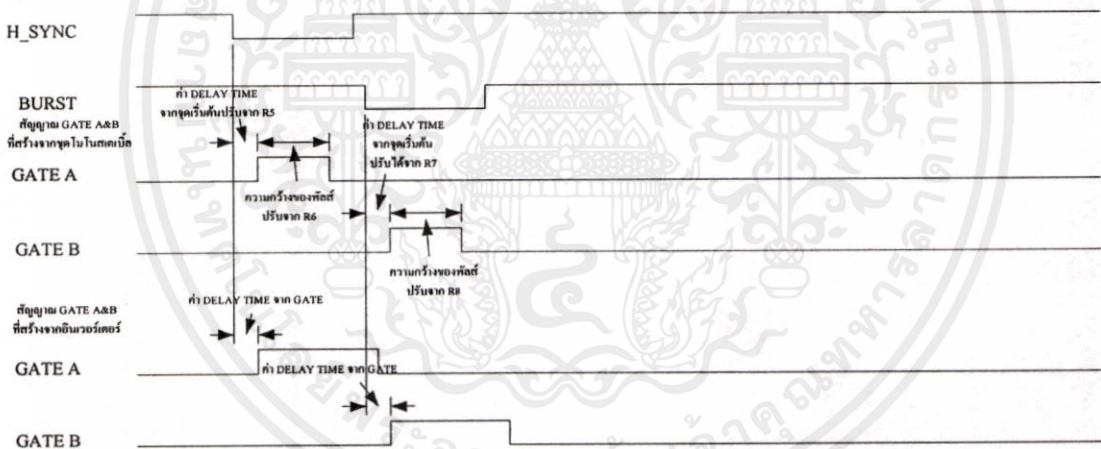 H_SYNC
BURST
ค่า DELAY TIME
จากจุดเริ่มต้นปรับจาก R5
สัญญาณ GATE A&B
ที่สร้างจากชุดโมโนสเตเบิ้ล
ค่า DELAY TIME
จากจุดเริ่มต้น
ปรับได้จาก R7
GATE A
ความกว้างของพัลส์
ปรับจาก R6
GATE B
ความกว้างของพัลส์
ปรับจาก R8
ค่า DELAY TIME จาก GATE
สัญญาณ GATE A&B
ที่สร้างจากอินเวอร์เตอร์
GATE A
ค่า DELAY TIME จาก GATE
GATE B